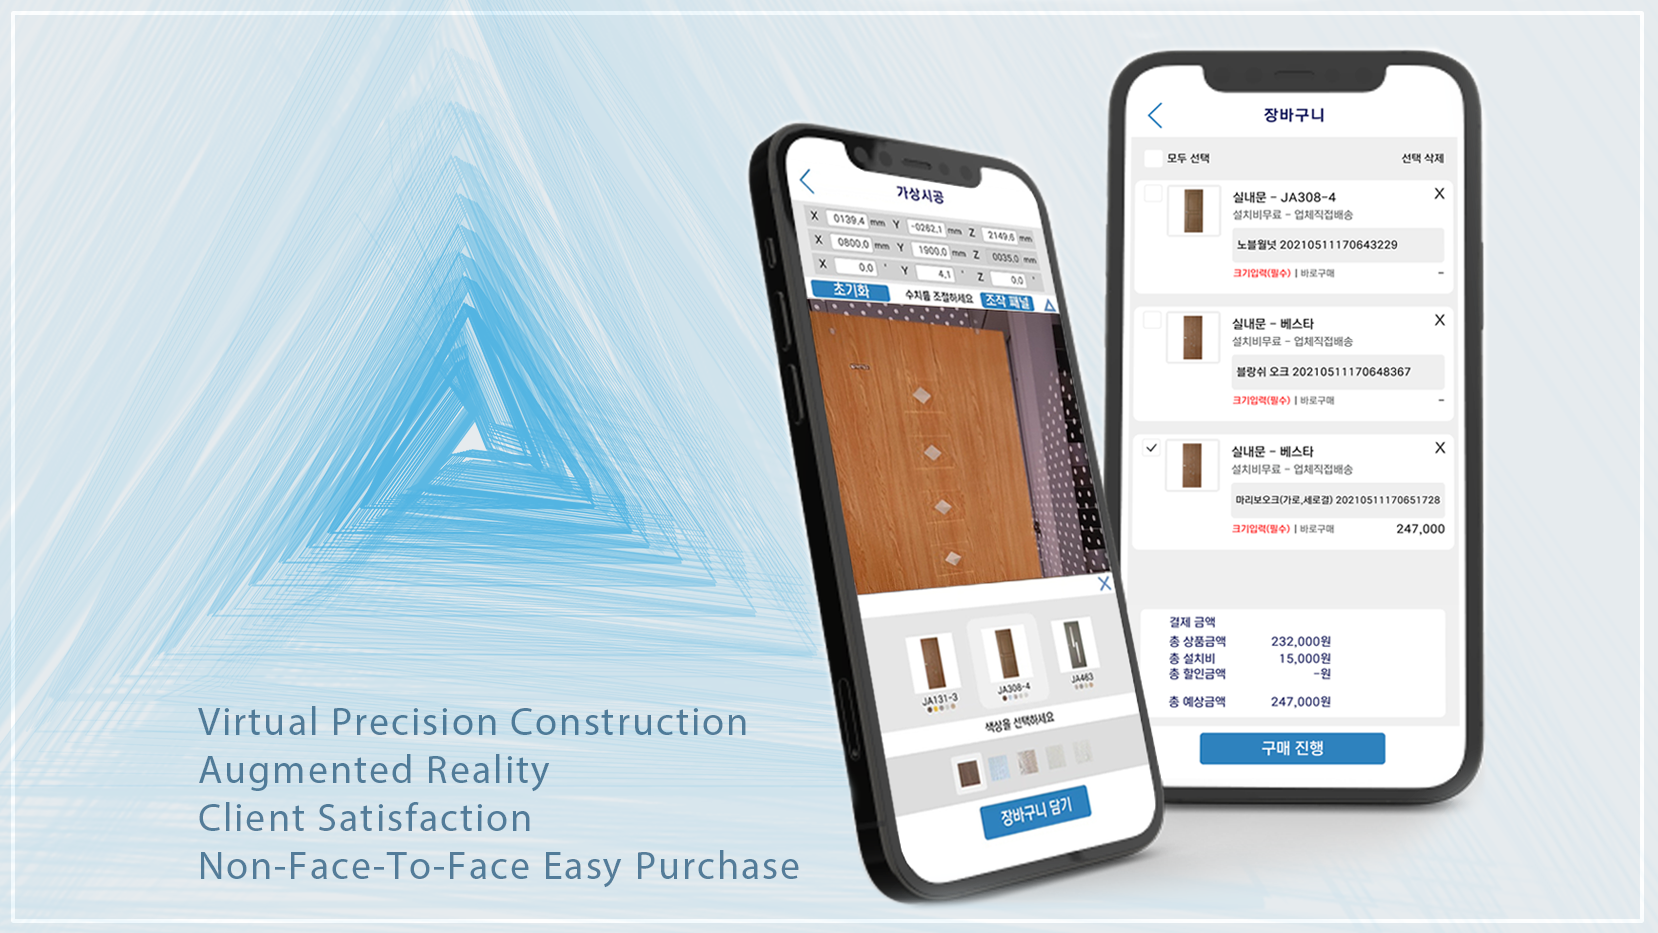 Virtual Precision Construction
Augmented Reality
Client Satisfaction
Non-Face-To-Face Easy Purchase
가상시공
X 0139.4 mm Y -0262.1 mm Z 2149.6 mm
X 0800.0 mm Y 1900.0 mm Z 0035.0 mm
X 0.0 ° Y 4.1 ° Z 0.0 °
초기화 수치를 조절하세요 조작 패널
X
JA131-3 JA308-4 JA463
색상을 선택하세요
장바구니 담기
장바구니
모두 선택 선택 삭제
실내문 - JA308-4 X
설치비무료 - 업체직접배송
노블월넛 20210511170643229
크기입력(필수) | 바로구매 -
실내문 - 베스타 X
설치비무료 - 업체직접배송
블랑쉬 오크 20210511170648367
크기입력(필수) | 바로구매 -
실내문 - 베스타 X
설치비무료 - 업체직접배송
마리보오크(가로,세로결) 20210511170651728
크기입력(필수) | 바로구매 247,000
결제 금액
총 상품금액 232,000원
총 설치비 15,000원
총 할인금액 -원
총 예상금액 247,000원
구매 진행